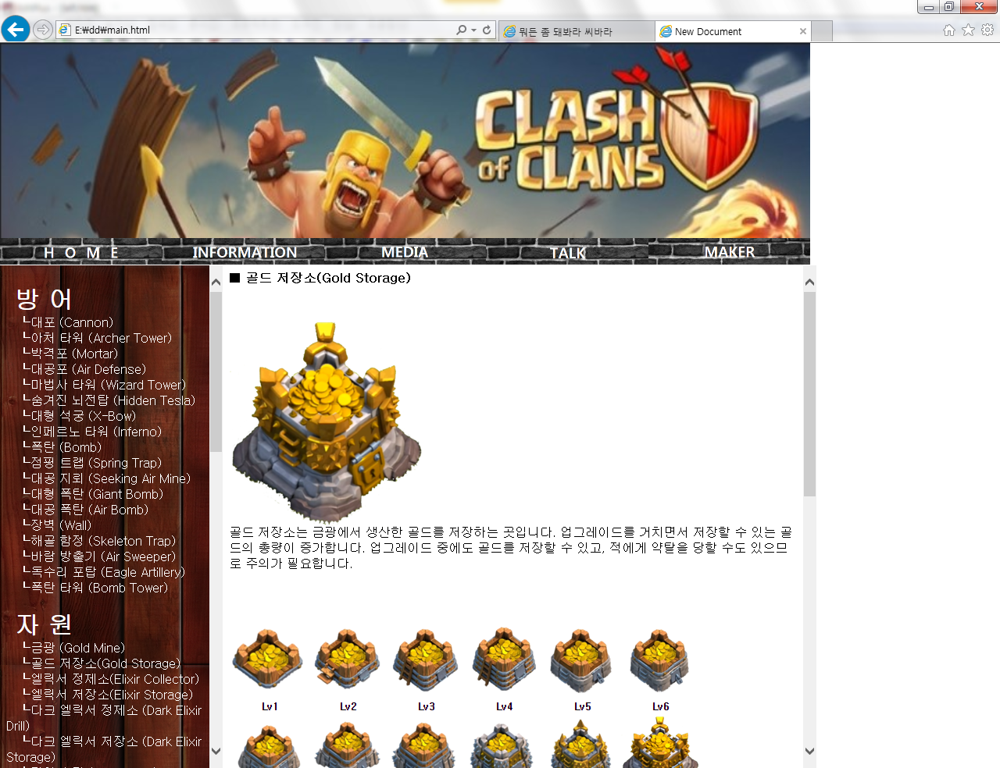 E:₩dd₩main.html
뭐든 좀 돼봐라 씨바라
New Document
CLASH
OF CLANS
H O M E
INFORMATION
MEDIA
TALK
MAKER
방 어
┗대포 (Cannon)
┗아처 타워 (Archer Tower)
┗박격포 (Mortar)
┗대공포 (Air Defense)
┗마법사 타워 (Wizard Tower)
┗숨겨진 뇌전탑 (Hidden Tesla)
┗대형 석궁 (X-Bow)
┗인페르노 타워 (Inferno)
┗폭탄 (Bomb)
┗점핑 트랩 (Spring Trap)
┗대공 지뢰 (Seeking Air Mine)
┗대형 폭탄 (Giant Bomb)
┗대공 폭탄 (Air Bomb)
┗장벽 (Wall)
┗해골 함정 (Skeleton Trap)
┗바람 방출기 (Air Sweeper)
┗독수리 포탑 (Eagle Artillery)
┗폭탄 타워 (Bomb Tower)
자 원
┗금광 (Gold Mine)
┗골드 저장소(Gold Storage)
┗엘릭서 정제소(Elixir Collector)
┗엘릭서 저장소(Elixir Storage)
┗다크 엘릭서 정제소 (Dark Elixir
Drill)
┗다크 엘릭서 저장소 (Dark Elixir
Storage)
■ 골드 저장소(Gold Storage)
골드 저장소는 금광에서 생산한 골드를 저장하는 곳입니다. 업그레이드를 거치면서 저장할 수 있는 골
드의 총량이 증가합니다. 업그레이드 중에도 골드를 저장할 수 있고, 적에게 약탈을 당할 수도 있으므
로 주의가 필요합니다.
Lv1 Lv2 Lv3 Lv4 Lv5 Lv6